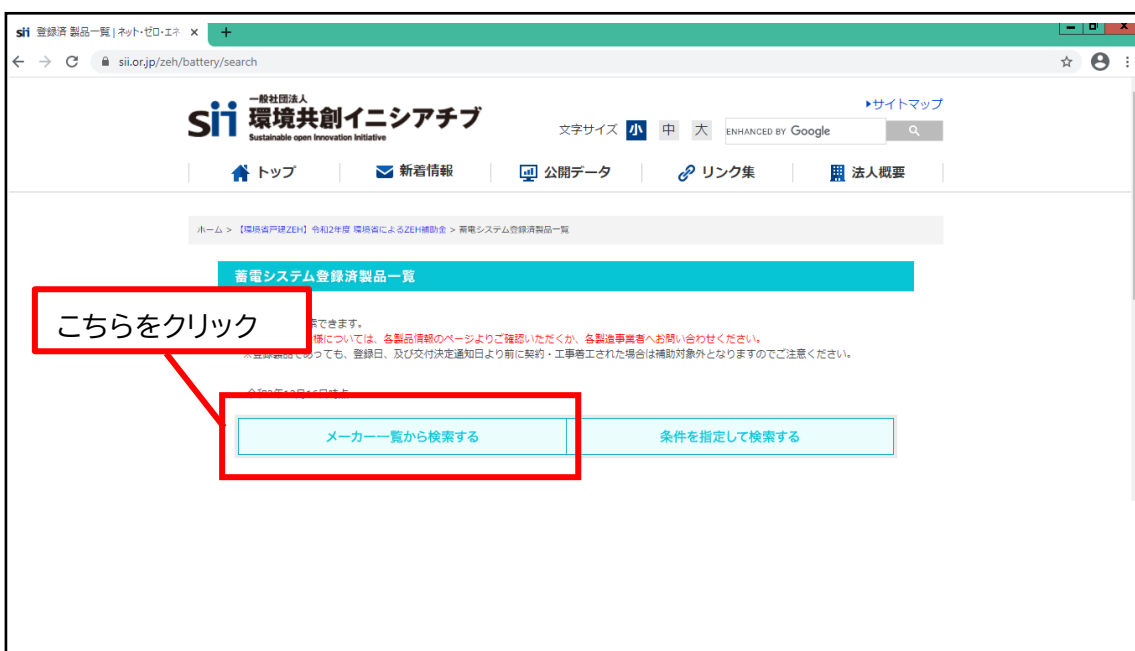 sii 登録済 製品一覧 | ネット・ゼロ・エネ × +
sii.or.jp/zeh/battery/search
sii 一般社団法人
環境共創イニシアチブ
Sustainable open Innovation Initiative
▶サイトマップ
文字サイズ 小 中 大 ENHANCED BY Google
トップ 新着情報 公開データ リンク集 法人概要
ホーム > 【環境省戸建ZEH】令和2年度 環境省によるZEH補助金 > 蓄電システム登録済製品一覧
蓄電システム登録済製品一覧
こちらをクリック
できます。
様については、各製品情報のページよりご確認いただくか、各製造事業者へお問い合わせください。
※登録製品であっても、登録日、及び交付決定通知日より前に契約・工事着工された場合は補助対象外となりますのでご注意ください。
メーカー一覧から検索する 条件を指定して検索する